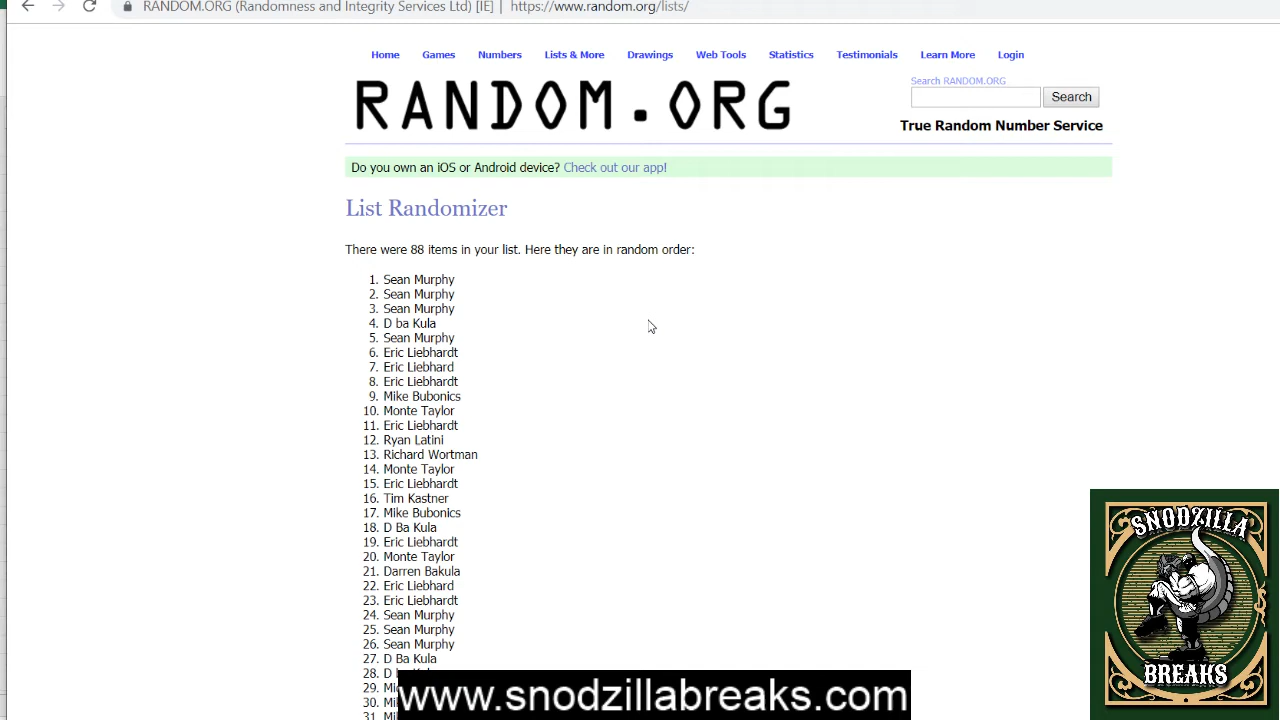 RANDOM.ORG (Randomness and Integrity Services Ltd) [IE] | https://www.random.org/lists/
Home Games Numbers Lists & More Drawings Web Tools Statistics Testimonials Learn More Login
RANDOM.ORG
Search RANDOM.ORG
Search
True Random Number Service
Do you own an iOS or Android device? Check out our app!
List Randomizer
There were 88 items in your list. Here they are in random order:
1. Sean Murphy
2. Sean Murphy
3. Sean Murphy
4. D ba Kula
5. Sean Murphy
6. Eric Liebhardt
7. Eric Liebhard
8. Eric Liebhardt
9. Mike Bubonics
10. Monte Taylor
11. Eric Liebhardt
12. Ryan Latini
13. Richard Wortman
14. Monte Taylor
15. Eric Liebhardt
16. Tim Kastner
17. Mike Bubonics
18. D Ba Kula
19. Eric Liebhardt
20. Monte Taylor
21. Darren Bakula
22. Eric Liebhard
23. Eric Liebhardt
24. Sean Murphy
25. Sean Murphy
26. Sean Murphy
27. D Ba Kula
28. D
29.
30.
31.
www.snodzillabreaks.com
SNODZILLA
BREAKS